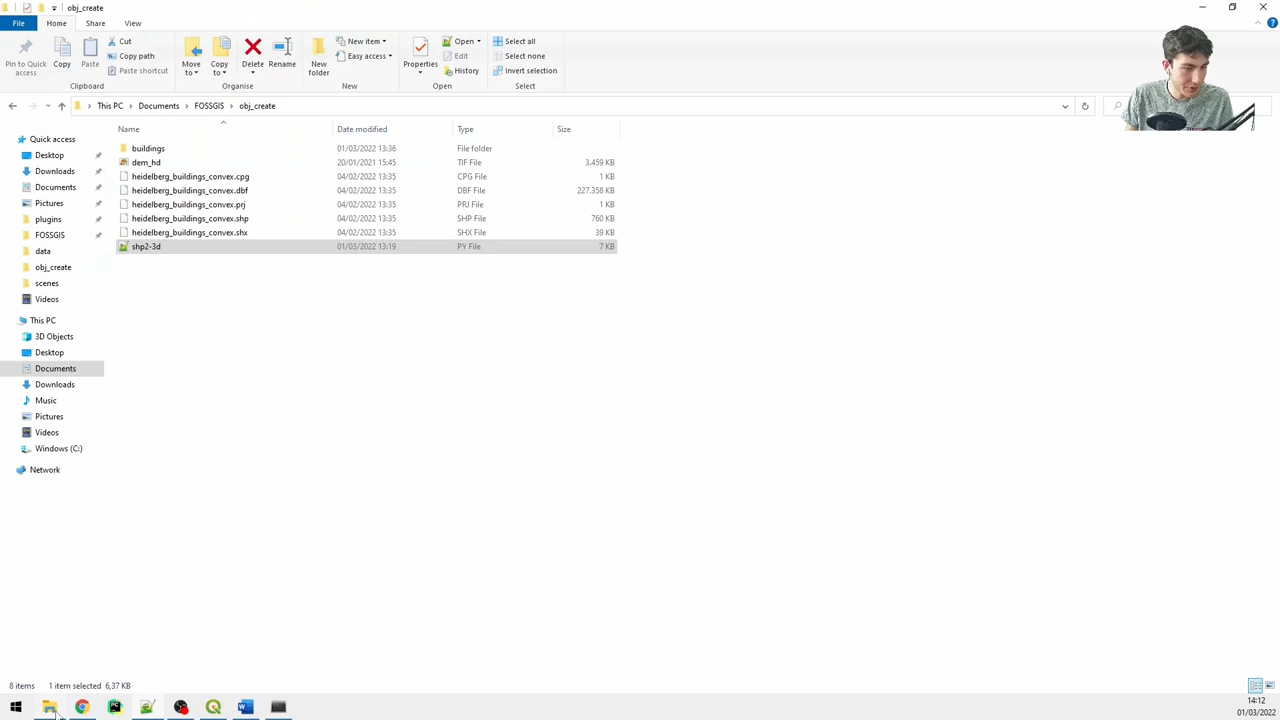 obj_create
File
Home
Share
View
Pin to Quick access
Copy
Paste
Cut
Copy path
Paste shortcut
Clipboard
Move to
Copy to
Delete
Rename
Organise
New folder
New item
Easy access
New
Properties
Open
Edit
History
Open
Select all
Select none
Invert selection
Select
This PC > Documents > FOSSGIS > obj_create
Name Date modified Type Size
buildings 01/03/2022 13:36 File folder
dem_hd 20/01/2021 15:45 TIF File 3.459 KB
heidelberg_buildings_convex.cpg 04/02/2022 13:35 CPG File 1 KB
heidelberg_buildings_convex.dbf 04/02/2022 13:35 DBF File 227.358 KB
heidelberg_buildings_convex.prj 04/02/2022 13:35 PRJ File 1 KB
heidelberg_buildings_convex.shp 04/02/2022 13:35 SHP File 760 KB
heidelberg_buildings_convex.shx 04/02/2022 13:35 SHX File 39 KB
shp2-3d 01/03/2022 13:19 PY File 7 KB
Quick access
Desktop
Downloads
Documents
Pictures
plugins
FOSSGIS
data
obj_create
scenes
Videos
This PC
3D Objects
Desktop
Documents
Downloads
Music
Pictures
Videos
Windows (C:)
Network
8 items 1 item selected 6,37 KB
14:12
01/03/2022